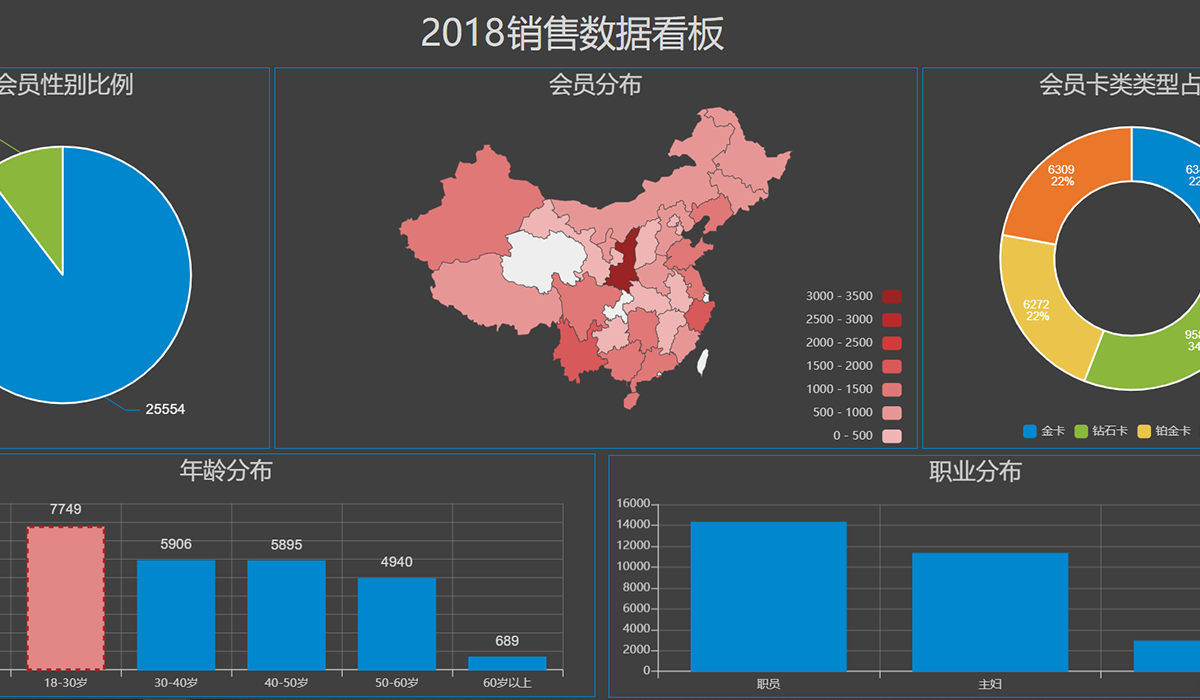 2018销售数据看板
会员性别比例
25554
会员分布
3000 - 3500
2500 - 3000
2000 - 2500
1500 - 2000
1000 - 1500
500 - 1000
0 - 500
会员卡类类型占
6309
22%
634
22
6272
22%
958
34
金卡
钻石卡
铂金卡
年龄分布
7749
5906
5895
4940
689
18-30岁
30-40岁
40-50岁
50-60岁
60岁以上
职业分布
16000
14000
12000
10000
8000
6000
4000
2000
0
职员
主妇